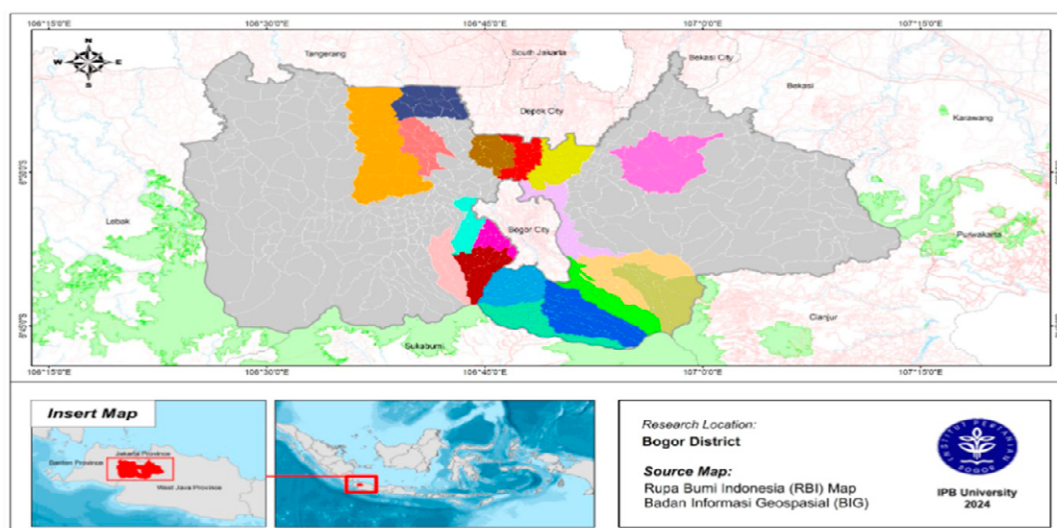 106°15'0"E 106°30'0"E 106°45'0"E 107°0'0"E 107°15'0"E
N
W E
S
Tangerang
South Jakarta
Bekasi City
Bekasi
Depok City
Karawang
Lebak
Bogor City
Purwakarta
Cianjur
Sukabumi
106°15'0"E 106°30'0"E 106°45'0"E 107°0'0"E 107°15'0"E
Insert Map
Jakarta Province
Banten Province
West Java Province
Research Location:
Bogor District
Source Map:
Rupa Bumi Indonesia (RBI) Map
Badan Informasi Geospasial (BIG)
INSTITUT PERTANIAN
BOGOR
IPB University
2024